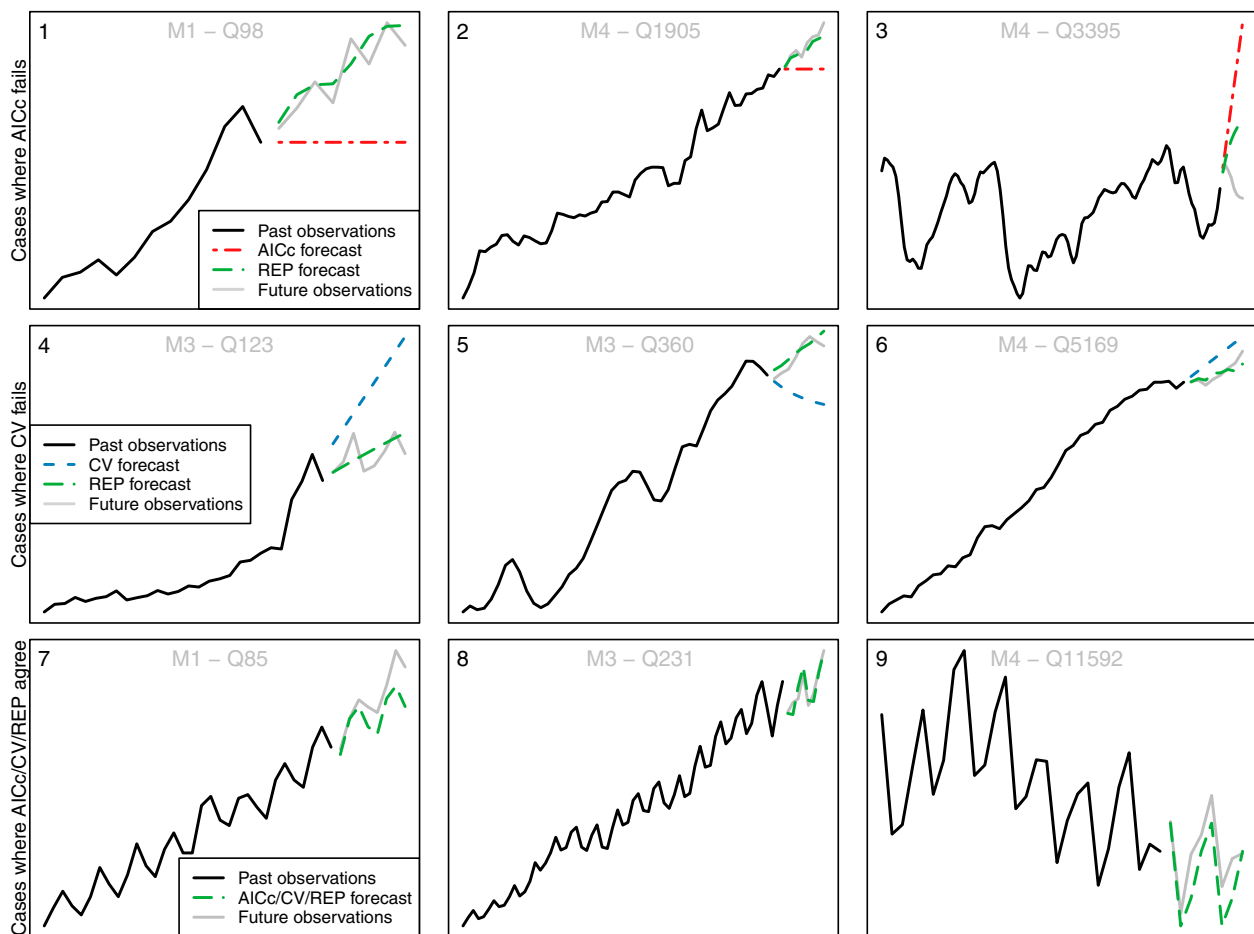 Cases where AICc fails
1
M1 – Q98
Past observations
AICc forecast
REP forecast
Future observations
2
M4 – Q1905
3
M4 – Q3395
Cases where CV fails
4
M3 – Q123
Past observations
CV forecast
REP forecast
Future observations
5
M3 – Q360
6
M4 – Q5169
Cases where AICc/CV/REP agree
7
M1 – Q85
Past observations
AICc/CV/REP forecast
Future observations
8
M3 – Q231
9
M4 – Q11592